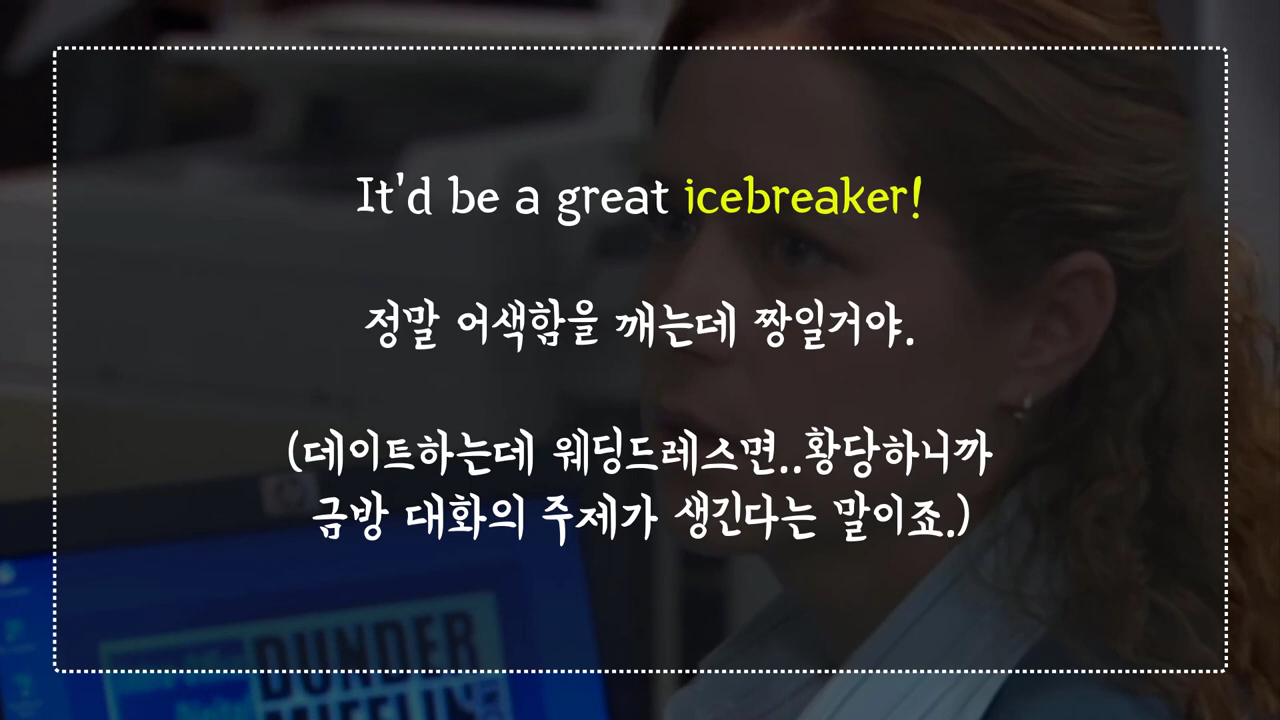 It'd be a great icebreaker!
정말 어색함을 깨는데 짱일거야.
(데이트하는데 웨딩드레스면..황당하니까
금방 대화의 주제가 생긴다는 말이죠.)
DUNDER
MIFFLIN